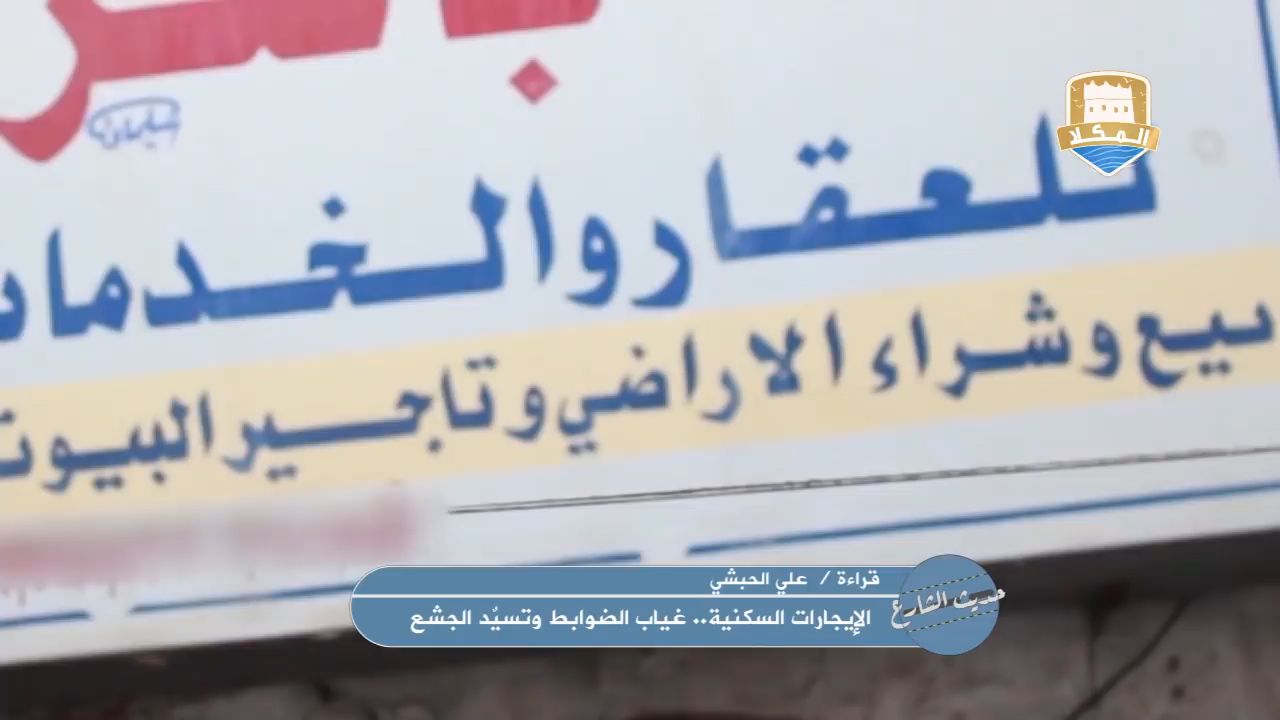 المكلا
للعقار والخدمات
بيع وشراء الاراضي وتاجير البيوت
قراءة / علي الحبشي
حديث الشارع
الإيجارات السكنية.. غياب الضوابط وتسيّد الجشع